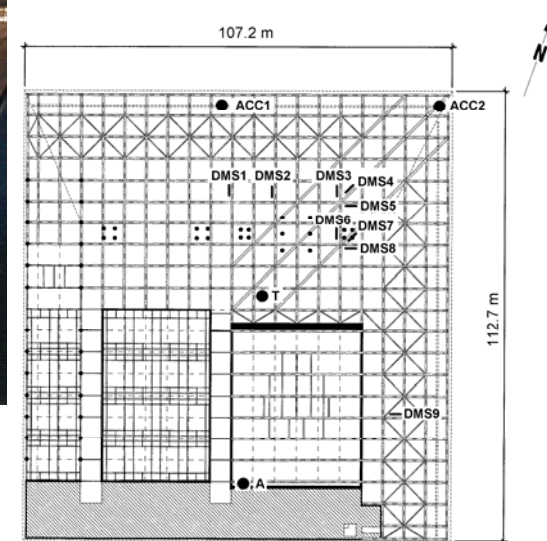 107.2 m
N
ACC1
ACC2
DMS1
DMS2
DMS3
DMS4
DMS5
DMS6
DMS7
DMS8
T
112.7 m
DMS9
A